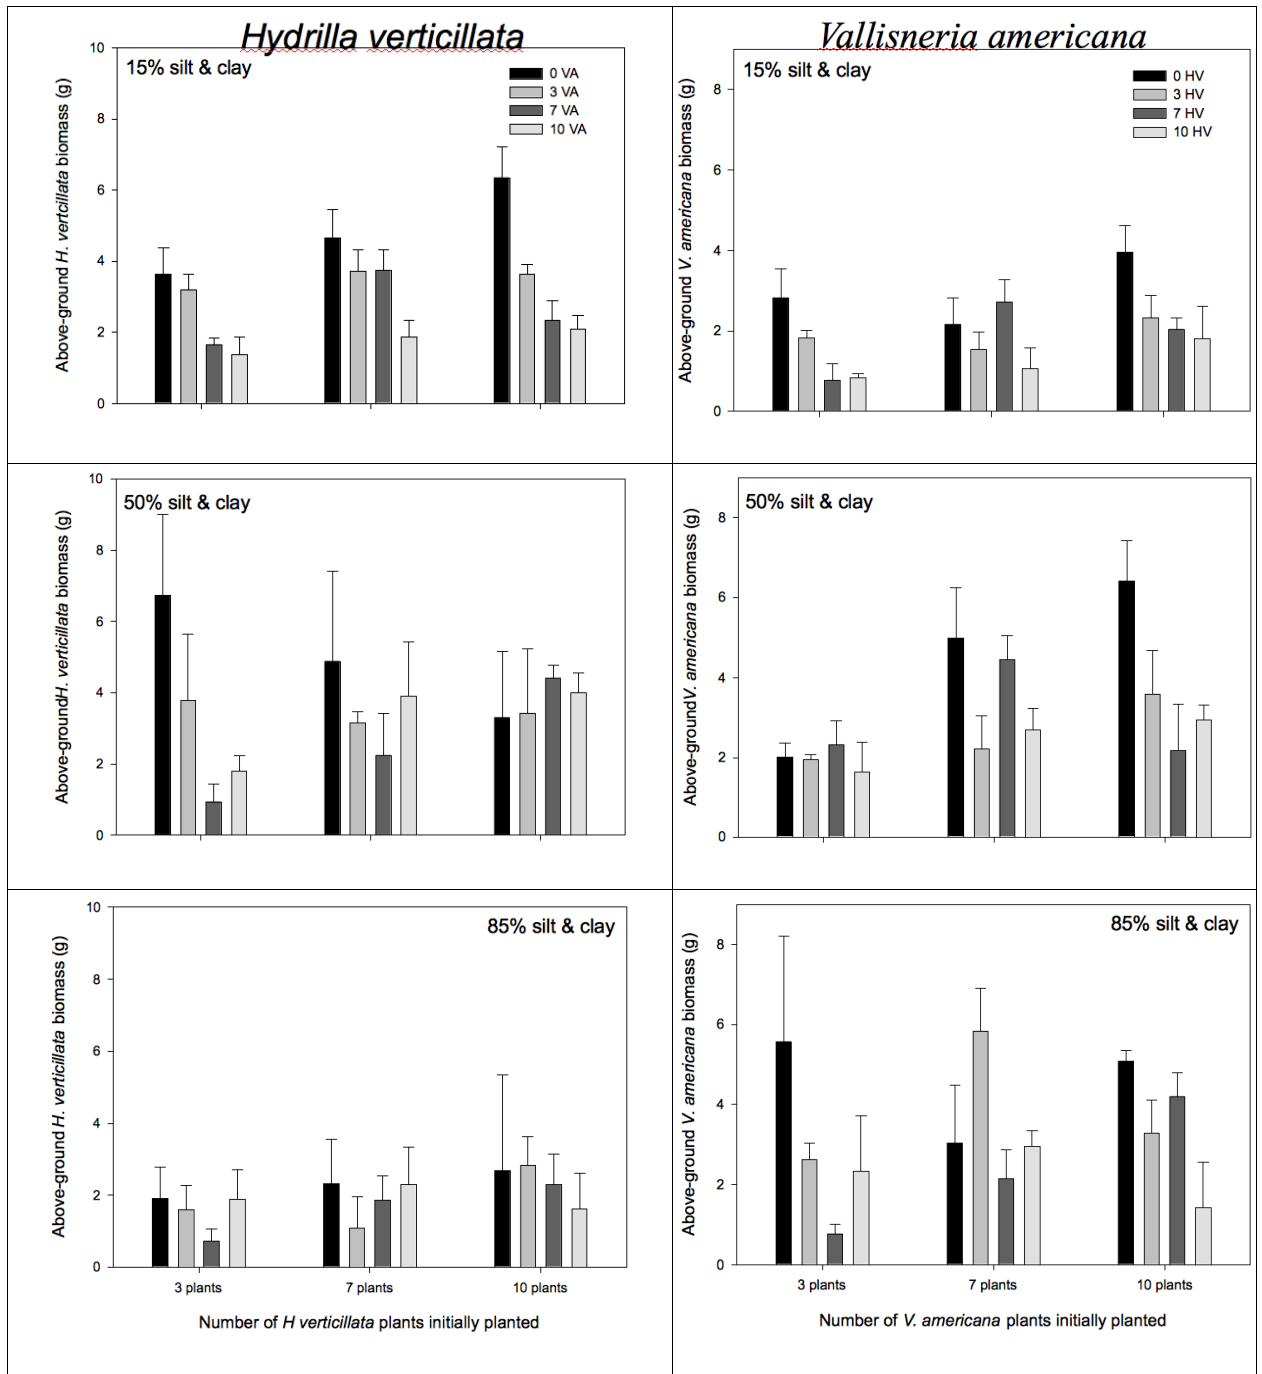 Hydrilla verticillata
10
15% silt & clay
0 VA
3 VA
7 VA
10 VA
8
6
4
2
0
Above-ground H. vertcillata biomass (g)
Vallisneria americana
15% silt & clay
0 HV
3 HV
7 HV
10 HV
8
6
4
2
0
Above-ground V. americana biomass (g)
10
50% silt & clay
8
6
4
2
0
Above-groundH. verticillata biomass (g)
50% silt & clay
8
6
4
2
0
Above-groundV. americana biomass (g)
10
85% silt & clay
8
6
4
2
0
Above-ground H. verticillata biomass (g)
3 plants
7 plants
10 plants
Number of H verticillata plants initially planted
85% silt & clay
8
6
4
2
0
Above-ground V. americana biomass (g)
3 plants
7 plants
10 plants
Number of V. americana plants initially planted